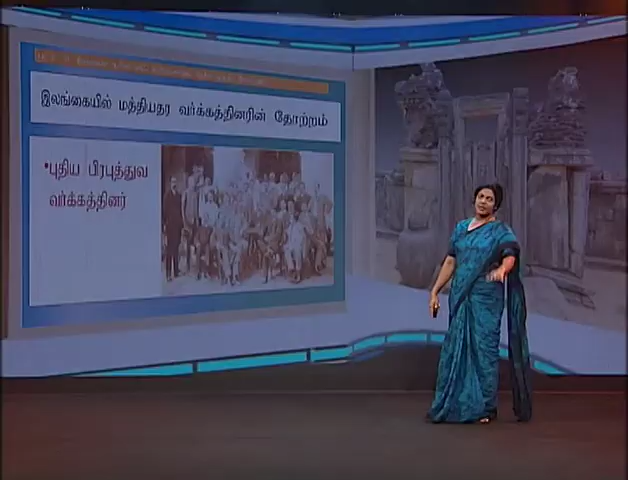 இலங்கையில் மத்தியதர வர்க்கத்தினரின் தோற்றம்
•புதிய பிரபுத்துவ
வர்க்கத்தினர்